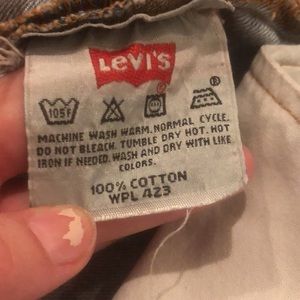 LEVI'S
105F
MACHINE WASH WARM. NORMAL CYCLE.
DO NOT BLEACH. TUMBLE DRY HOT. HOT
IRON IF NEEDED. WASH AND DRY WITH LIKE
COLORS.
100% COTTON
WPL 423